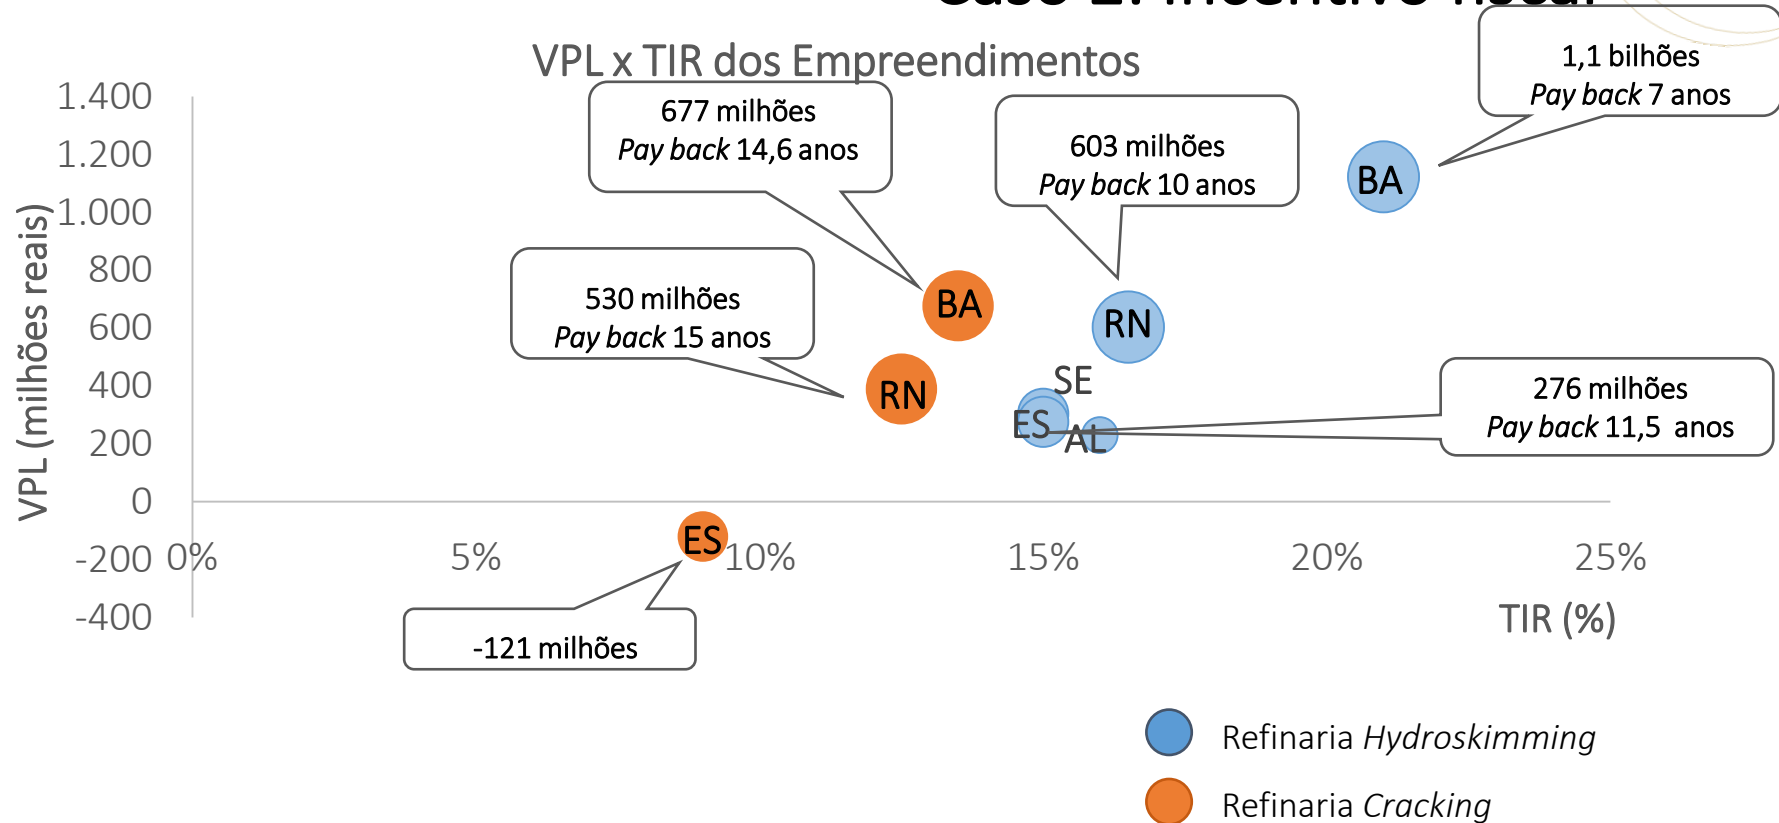 VPL x TIR dos Empreendimentos
VPL (milhões reais)
1.400
1.200
1.000
800
600
400
200
0
-200
-400
0%
5%
10%
15%
20%
25%
TIR (%)
677 milhões
Pay back 14,6 anos
603 milhões
Pay back 10 anos
1,1 bilhões
Pay back 7 anos
530 milhões
Pay back 15 anos
276 milhões
Pay back 11,5 anos
-121 milhões
BA
BA
RN
RN
SE
ES
AL
ES
Refinaria Hydroskimming
Refinaria Cracking